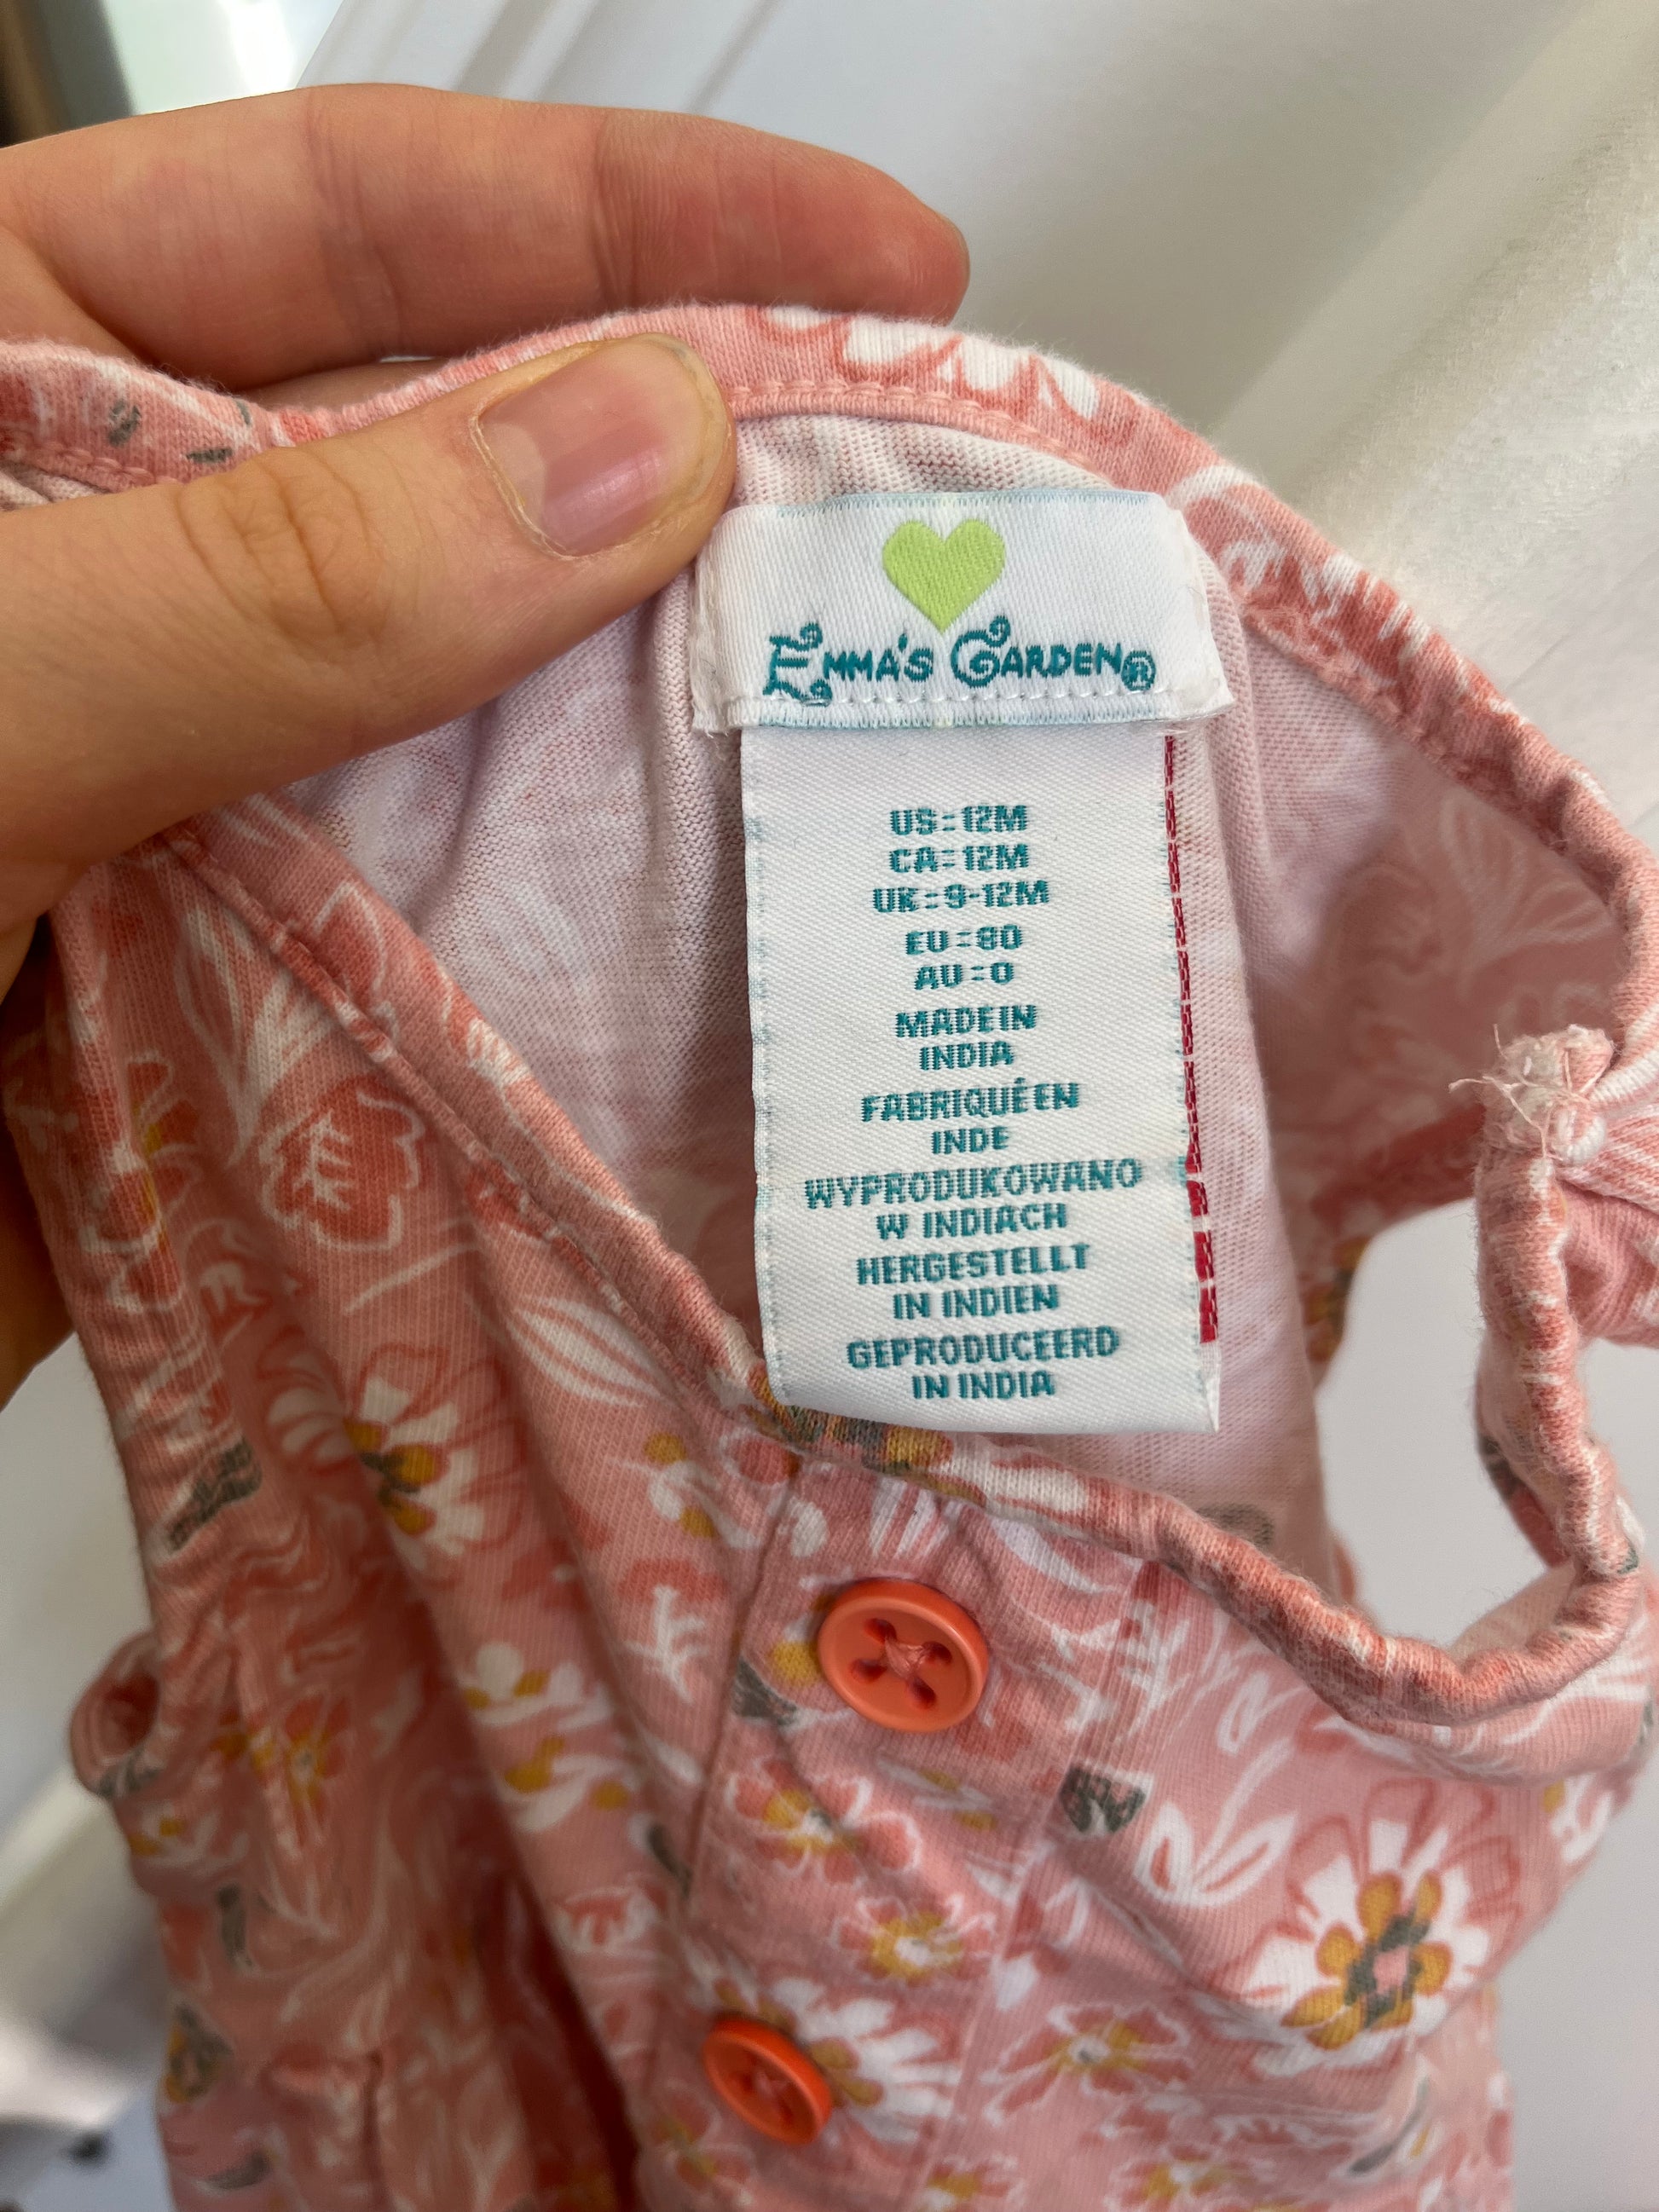 EMMA'S GARDEN®
US=12M
CA=12M
UK=9-12M
EU=80
AU=0
MADE IN
INDIA
FABRIQUÉ EN
INDE
WYPRODUKOWANO
W INDIACH
HERGESTELLT
IN INDIEN
GEPRODUCEERD
IN INDIA